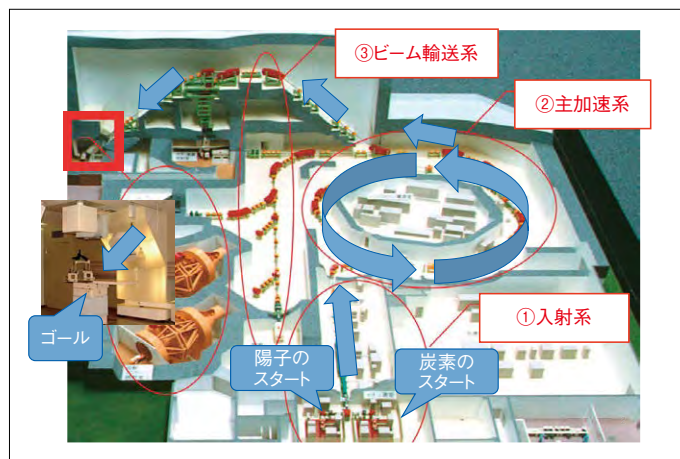 ③ビーム輸送系
②主加速系
①入射系
ゴール
陽子の
スタート
炭素の
スタート